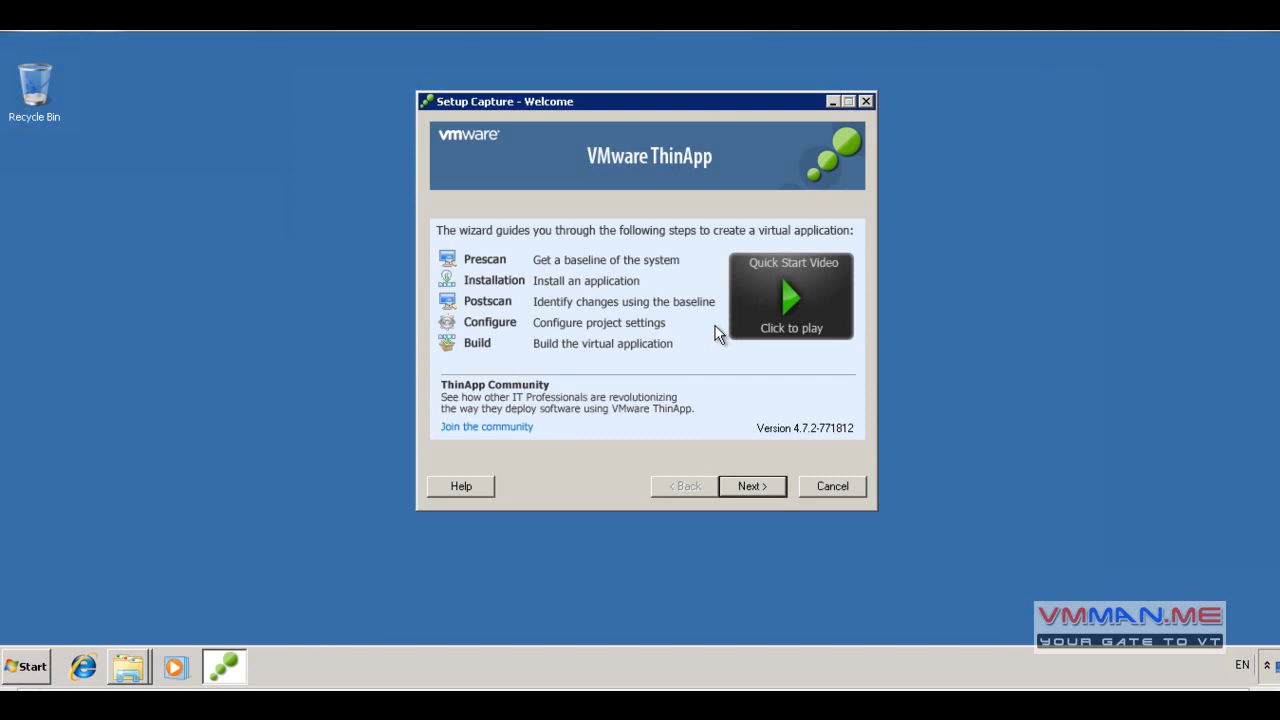 Recycle Bin
Setup Capture - Welcome
vmware
VMware ThinApp
The wizard guides you through the following steps to create a virtual application:
Prescan Get a baseline of the system
Installation Install an application
Postscan Identify changes using the baseline
Configure Configure project settings
Build Build the virtual application
Quick Start Video
Click to play
ThinApp Community
See how other IT Professionals are revolutionizing
the way they deploy software using VMware ThinApp.
Join the community
Version 4.7.2-771812
Help
< Back
Next >
Cancel
VMMAN.ME
YOUR GATE TO VT
Start
EN